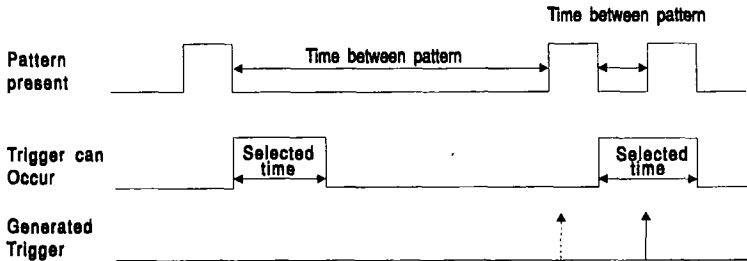 Time between pattern
Pattern
present
Time between pattern
Trigger can
Occur
Selected
time
Selected
time
Generated
Trigger